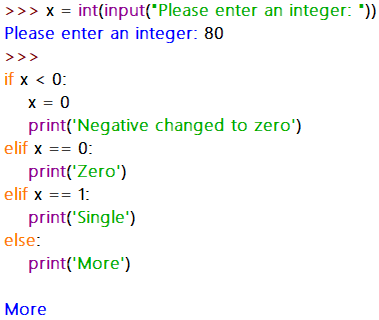 >>> x = int(input("Please enter an integer: "))
Please enter an integer: 80
>>>
if x < 0:
    x = 0
    print('Negative changed to zero')
elif x == 0:
    print('Zero')
elif x == 1:
    print('Single')
else:
    print('More')
More